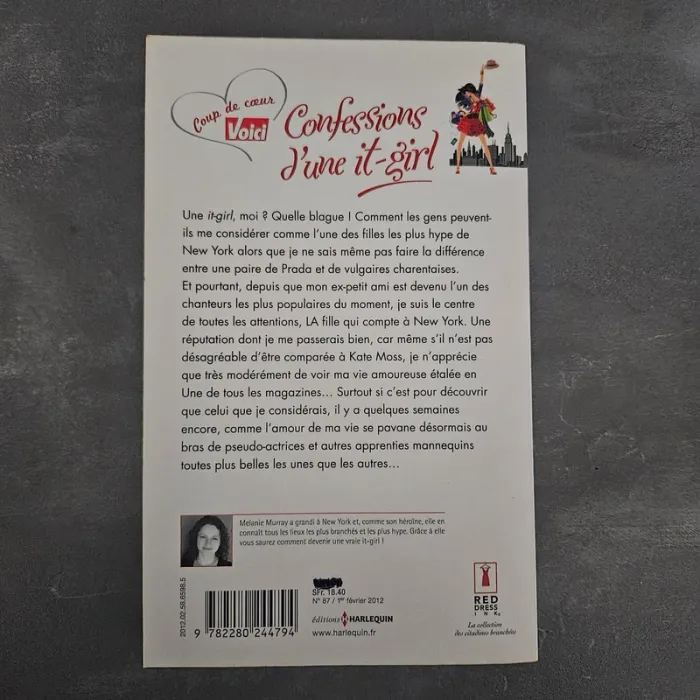 Coup de cœur
Voici
Confessions
d'une it-girl
Une it-girl, moi ? Quelle blague ! Comment les gens peuvent-
ils me considérer comme l'une des filles les plus hype de
New York alors que je ne sais même pas faire la différence
entre une paire de Prada et de vulgaires charentaises.
Et pourtant, depuis que mon ex-petit ami est devenu l'un des
chanteurs les plus populaires du moment, je suis le centre
de toutes les attentions, LA fille qui compte à New York. Une
réputation dont je me passerais bien, car même s'il n'est pas
désagréable d'être comparée à Kate Moss, je n'apprécie
que très modérément de voir ma vie amoureuse étalée en
Une de tous les magazines... Surtout si c'est pour découvrir
que celui que je considérais, il y a quelques semaines
encore, comme l'amour de ma vie se pavane désormais au
bras de pseudo-actrices et autres apprenties mannequins
toutes plus belles les unes que les autres...
Melanie Murray a grandi à New York et, comme son héroïne, elle en
connaît tous les lieux les plus branchés et les plus hype. Grâce à elle
vous saurez comment devenir une vraie it-girl !
2012.02.58.6598.5
9 782280 244794
SFr. 18.40
N° 87 / 1er février 2012
éditions HARLEQUIN
www.harlequin.fr
RED
DRESS
INK
La collection
des citadines branchées